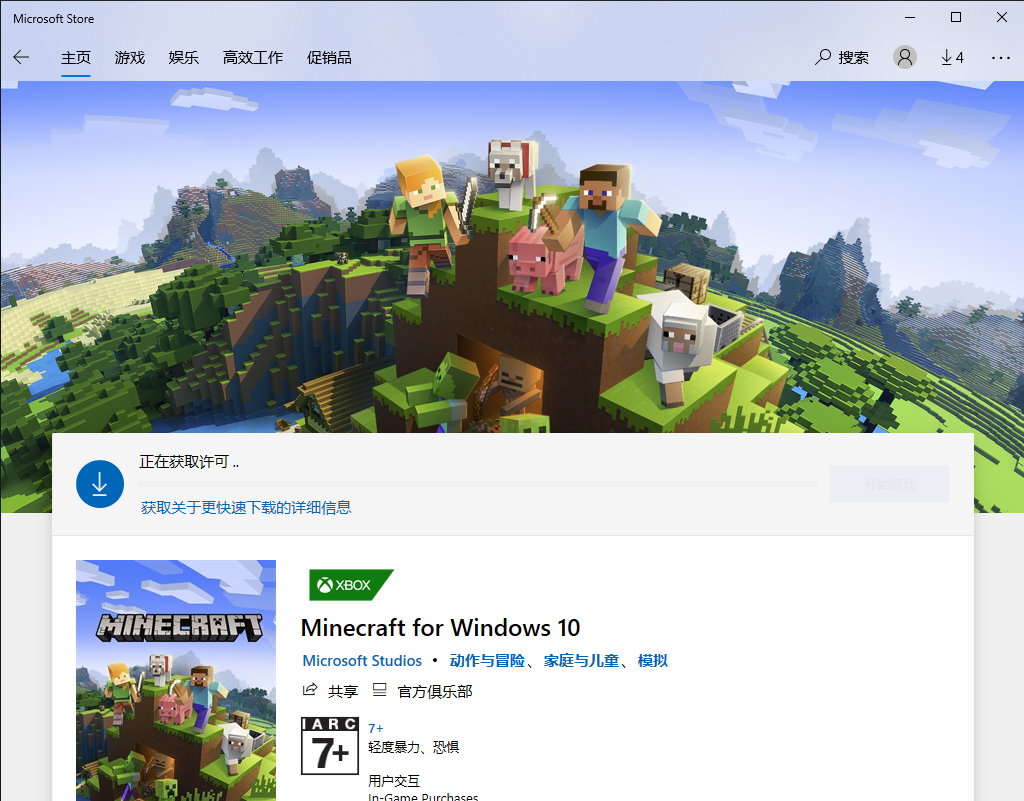 Microsoft Store
主页 游戏 娱乐 高效工作 促销品 搜索 4
正在获取许可 ..
获取关于更快速下载的详细信息
开始游戏
MINECRAFT
XBOX
Minecraft for Windows 10
Microsoft Studios • 动作与冒险、家庭与儿童、模拟
共享 官方俱乐部
IARC
7+
7+
轻度暴力、恐惧
用户交互
In-Game Purchases